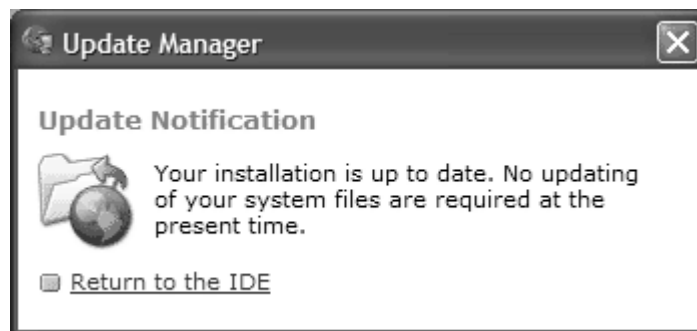 Update Manager
Update Notification
Your installation is up to date. No updating
of your system files are required at the
present time.
Return to the IDE